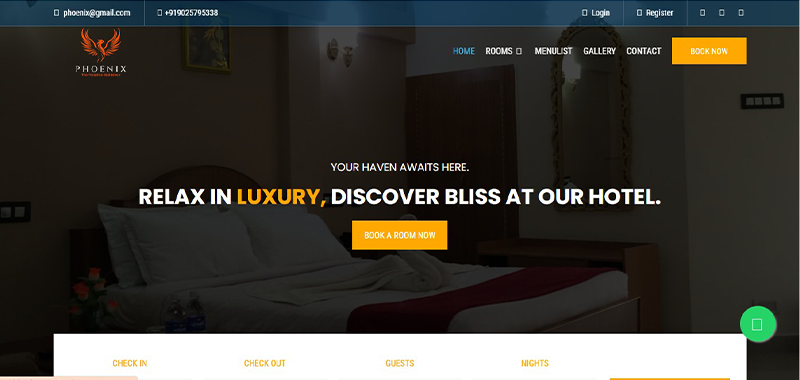 phoenix@gmail.com
+919025795338
Login
Register
PHOENIX
HOME
ROOMS
MENULIST
GALLERY
CONTACT
BOOK NOW
YOUR HAVEN AWAITS HERE.
RELAX IN LUXURY, DISCOVER BLISS AT OUR HOTEL.
BOOK A ROOM NOW
CHECK IN
CHECK OUT
GUESTS
NIGHTS